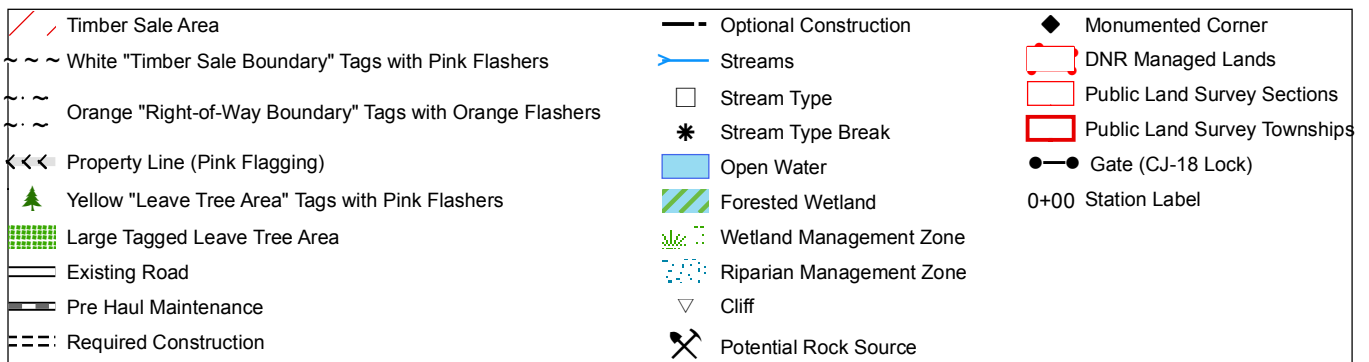 Timber Sale Area
White "Timber Sale Boundary" Tags with Pink Flashers
Orange "Right-of-Way Boundary" Tags with Orange Flashers
Property Line (Pink Flagging)
Yellow "Leave Tree Area" Tags with Pink Flashers
Large Tagged Leave Tree Area
Existing Road
Pre Haul Maintenance
Required Construction
Optional Construction
Streams
Stream Type
Stream Type Break
Open Water
Forested Wetland
Wetland Management Zone
Riparian Management Zone
Cliff
Potential Rock Source
Monumented Corner
DNR Managed Lands
Public Land Survey Sections
Public Land Survey Townships
Gate (CJ-18 Lock)
0+00 Station Label